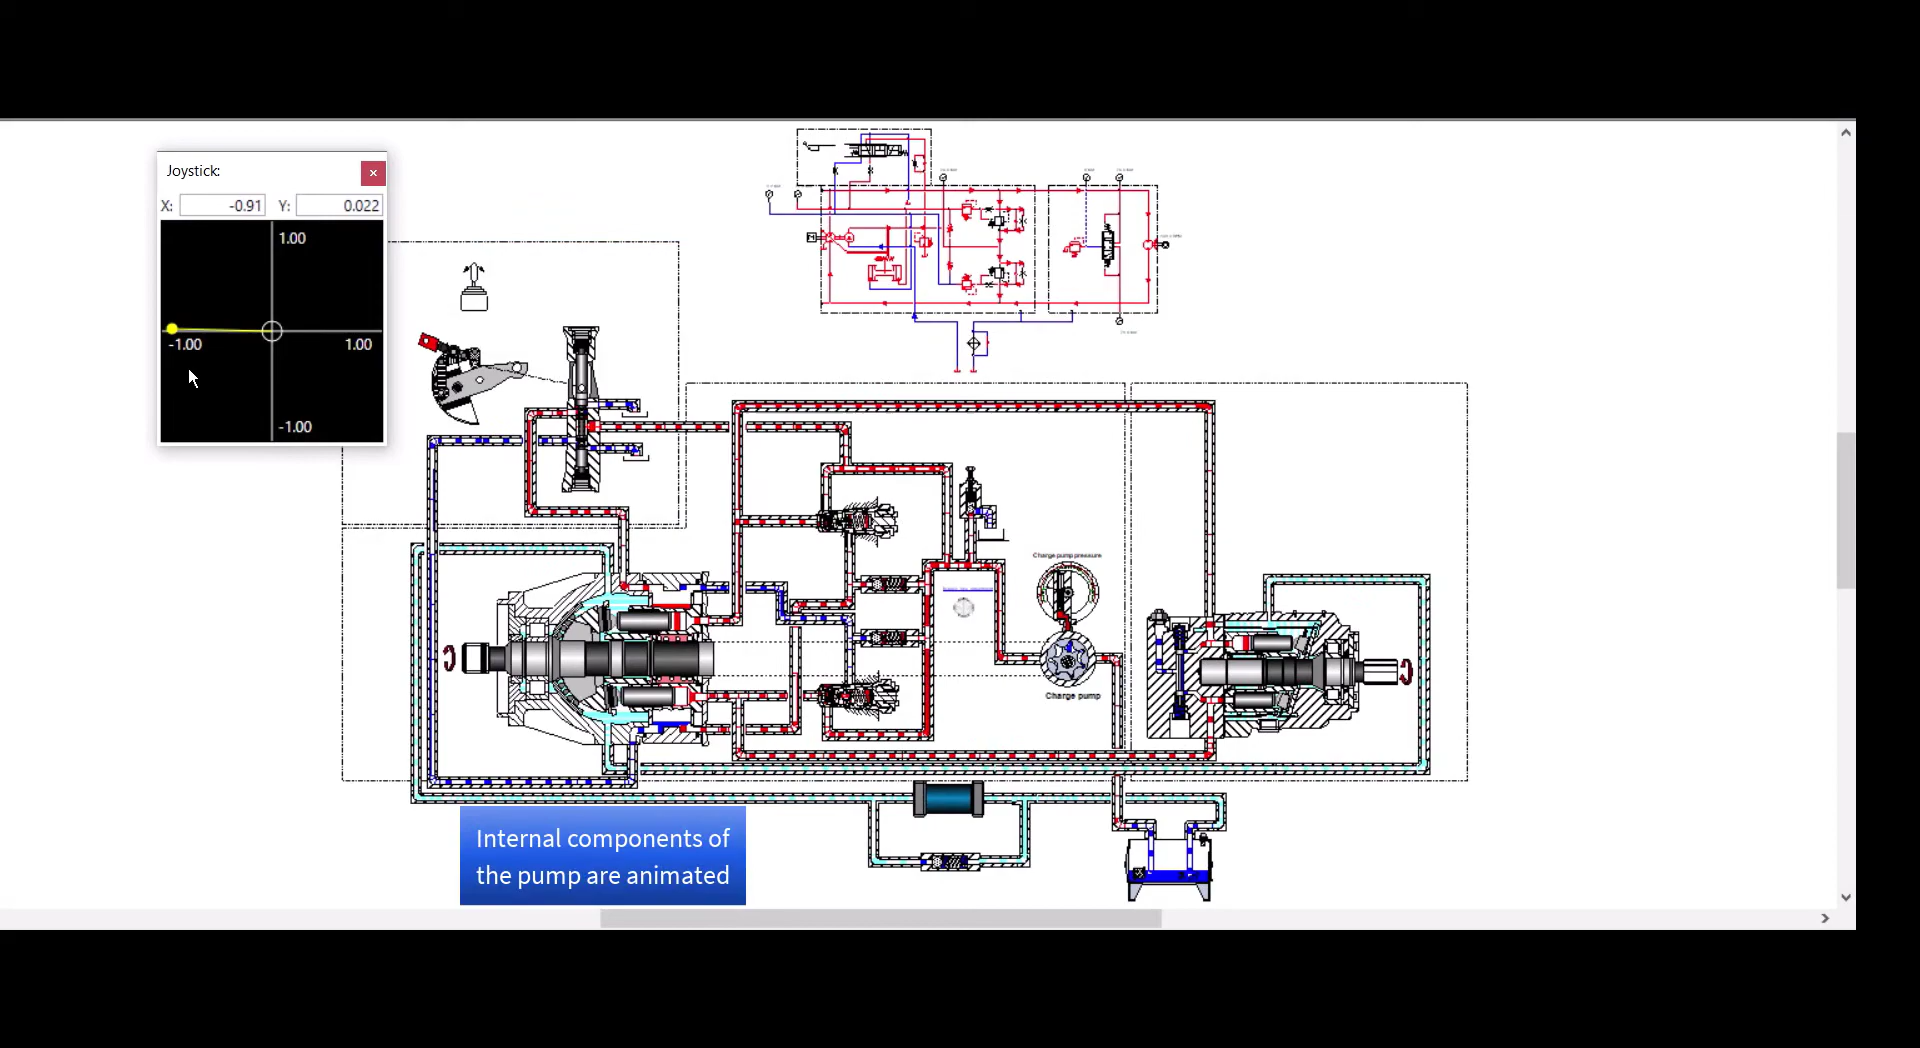 Joystick:
X: -0.91 Y: 0.022
1.00
-1.00 1.00
-1.00
Charge pump pressure
Charge pump
Internal components of
the pump are animated